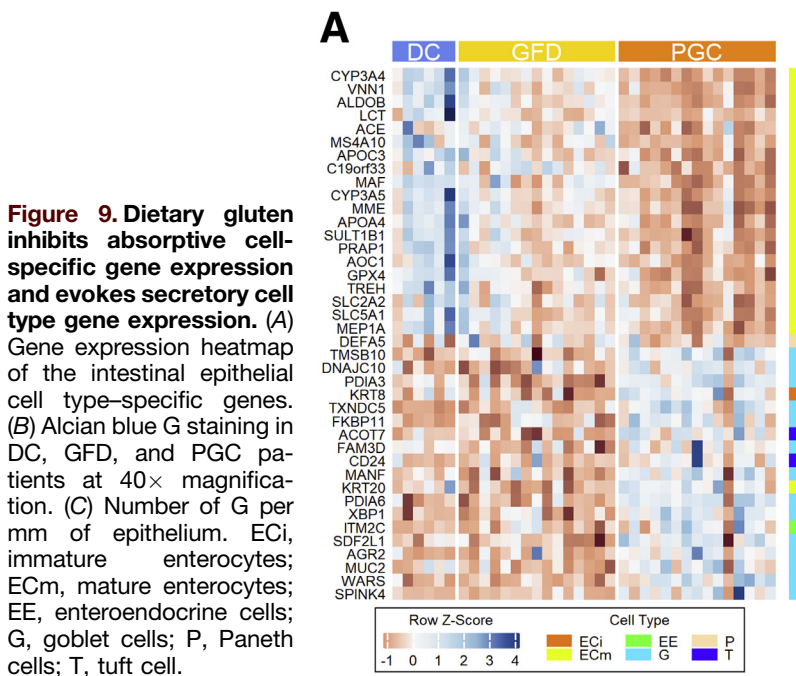 A
DC
GFD
PGC
CYP3A4
VNN1
ALDOB
LCT
ACE
MS4A10
APOC3
C19orf33
MAF
CYP3A5
MME
APOA4
SULT1B1
PRAP1
AOC1
GPX4
TREH
SLC2A2
SLC5A1
MEP1A
DEFA5
TMSB10
DNAJC10
PDIA3
KRT8
TXNDC5
FKBP11
ACOT7
FAM3D
CD24
MANF
KRT20
PDIA6
XBP1
ITM2C
SDF2L1
AGR2
MUC2
WARS
SPINK4
Row Z-Score
-1 0 1 2 3 4
Cell Type
ECi
EE
P
ECm
G
T
Figure 9. Dietary gluten
inhibits absorptive cell-
specific gene expression
and evokes secretory cell
type gene expression. (A)
Gene expression heatmap
of the intestinal epithelial
cell type–specific genes.
(B) Alcian blue G staining in
DC, GFD, and PGC pa-
tients at 40× magnifica-
tion. (C) Number of G per
mm of epithelium. ECi,
immature enterocytes;
ECm, mature enterocytes;
EE, enteroendocrine cells;
G, goblet cells; P, Paneth
cells; T, tuft cell.